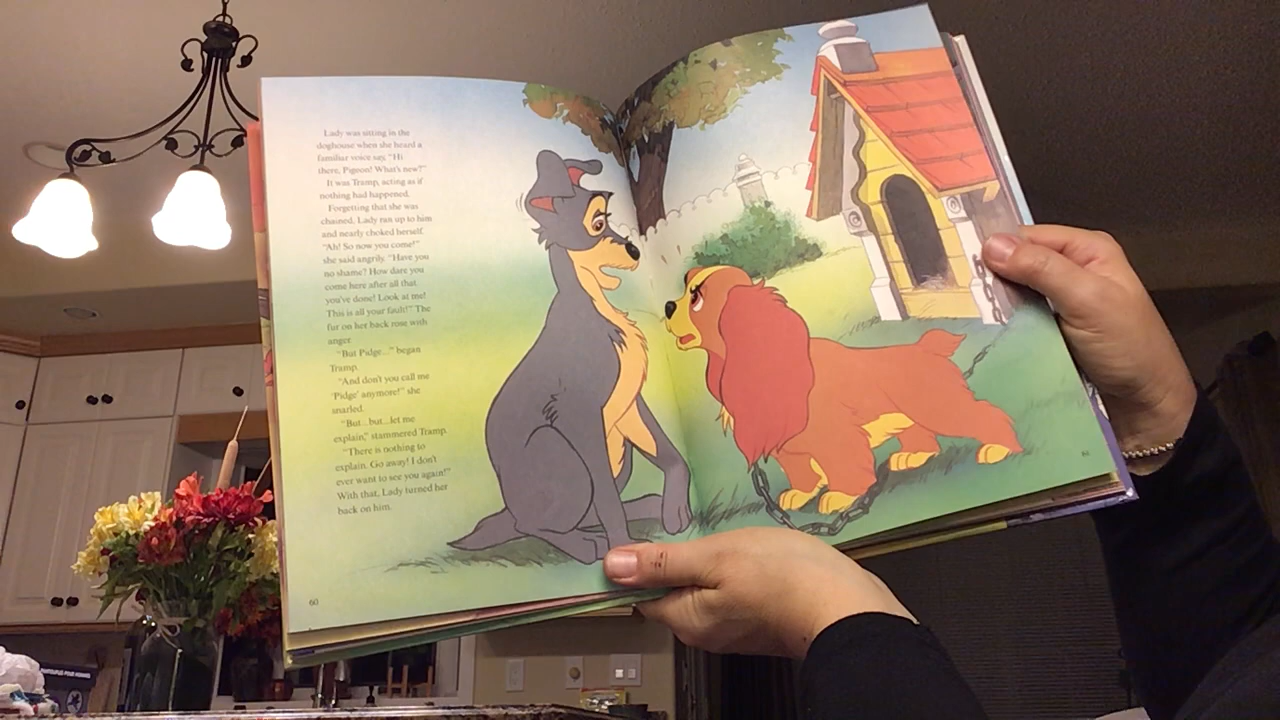 Lady was sitting in the
doghouse when she heard a
familiar voice say, "Hi
there, Pigeon! What's new?"
It was Tramp, acting as if
nothing had happened.
Forgetting that she was
chained, Lady ran up to him
and nearly choked herself.
"Ah! So now you come!"
she said angrily. "Have you
no shame? How dare you
come here after all that
you've done! Look at me!
This is all your fault!" The
fur on her back rose with
anger.
"But Pidge..." began
Tramp.
"And don't you call me
'Pidge' anymore!" she
snarled.
"But...but...let me
explain," stammered Tramp.
"There is nothing to
explain. Go away! I don't
ever want to see you again!"
With that, Lady turned her
back on him.
60